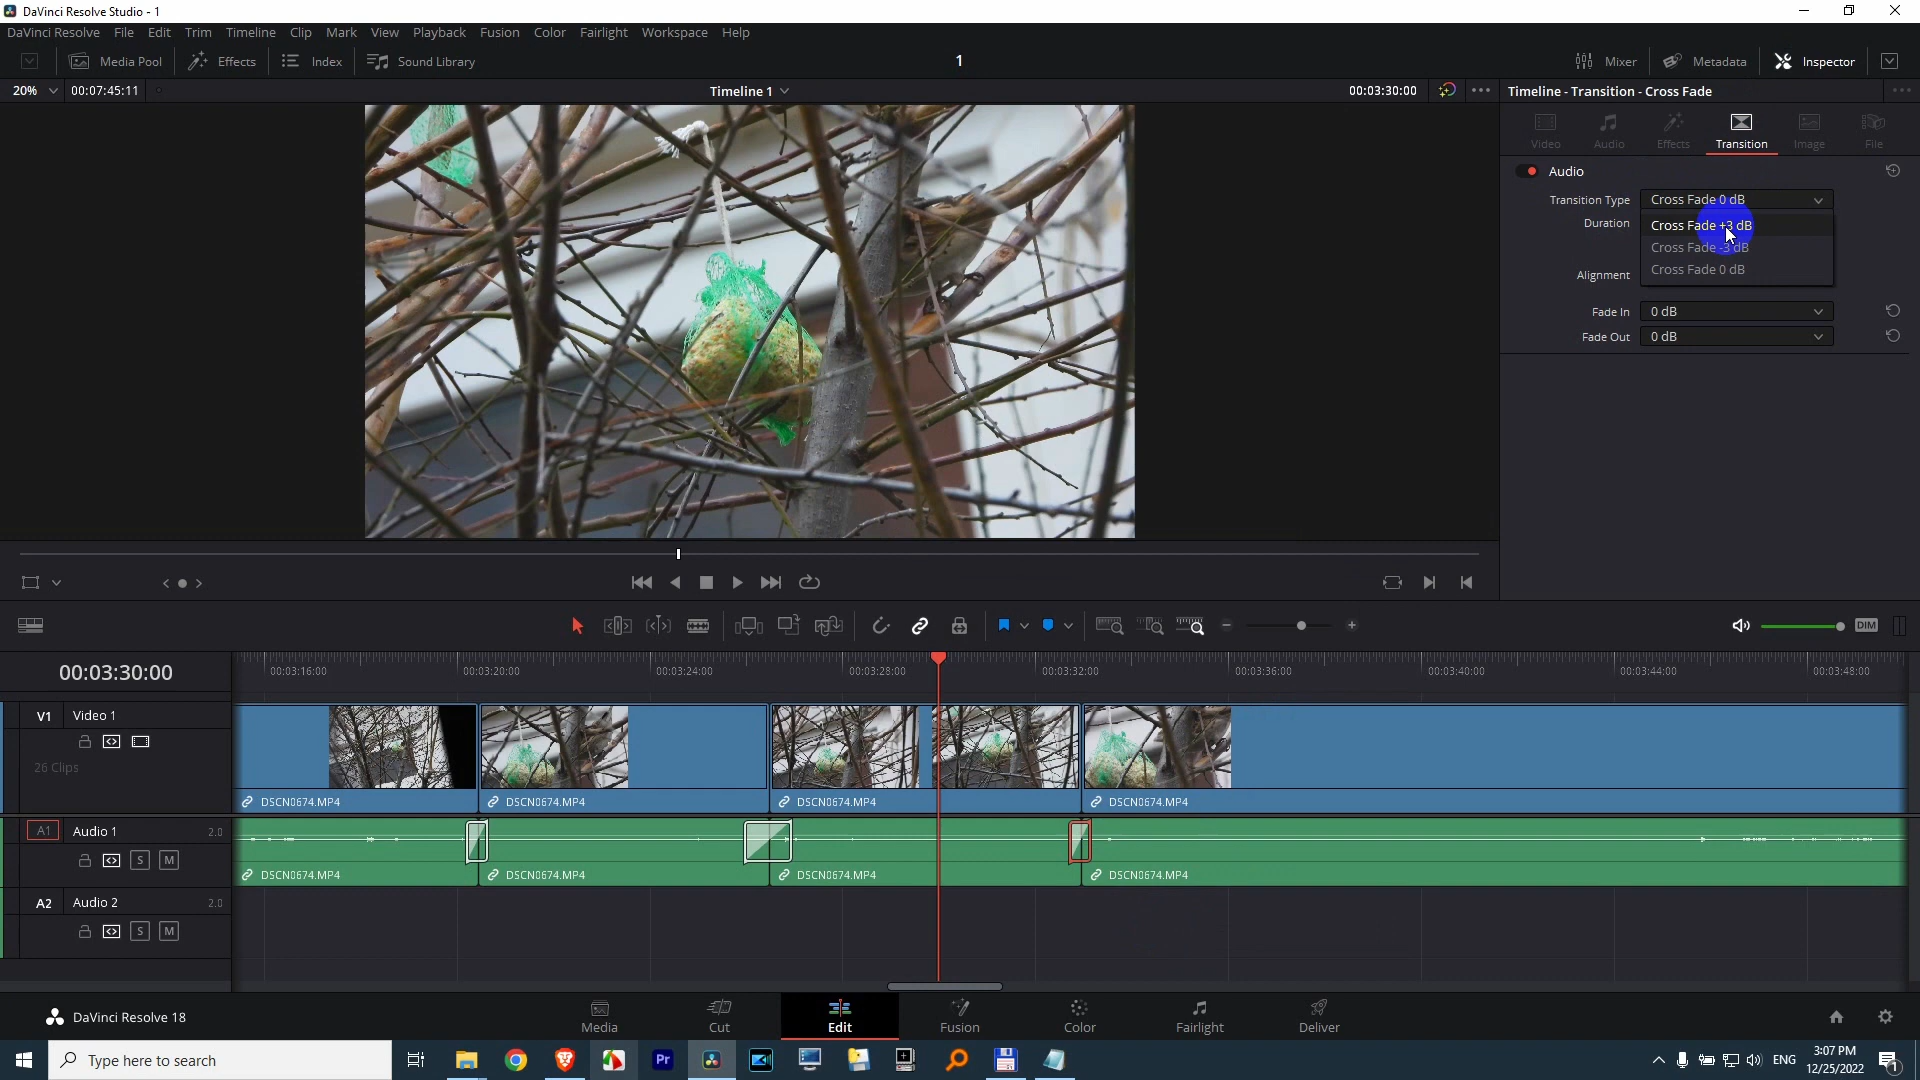 DaVinci Resolve Studio - 1
DaVinci Resolve File Edit Trim Timeline Clip Mark View Playback Fusion Color Fairlight Workspace Help
Media Pool Effects Index Sound Library 1 Mixer Metadata Inspector
20% 00:07:45:11 Timeline 1 00:03:30:00 Timeline - Transition - Cross Fade
Video Audio Effects Transition Image File
Audio
Transition Type Cross Fade 0 dB
Duration Cross Fade +3 dB
Cross Fade -3 dB
Alignment Cross Fade 0 dB
Fade In 0 dB
Fade Out 0 dB
DIM
00:03:30:00 00:03:16:00 00:03:20:00 00:03:24:00 00:03:28:00 00:03:32:00 00:03:36:00 00:03:40:00 00:03:44:00 00:03:48:00
V1 Video 1
26 Clips
DSCN0674.MP4 DSCN0674.MP4 DSCN0674.MP4 DSCN0674.MP4
A1 Audio 1 2.0
S M
DSCN0674.MP4 DSCN0674.MP4 DSCN0674.MP4 DSCN0674.MP4
A2 Audio 2 2.0
S M
DaVinci Resolve 18 Media Cut Edit Fusion Color Fairlight Deliver
Type here to search Pr ENG 3:07 PM
12/25/2022 1